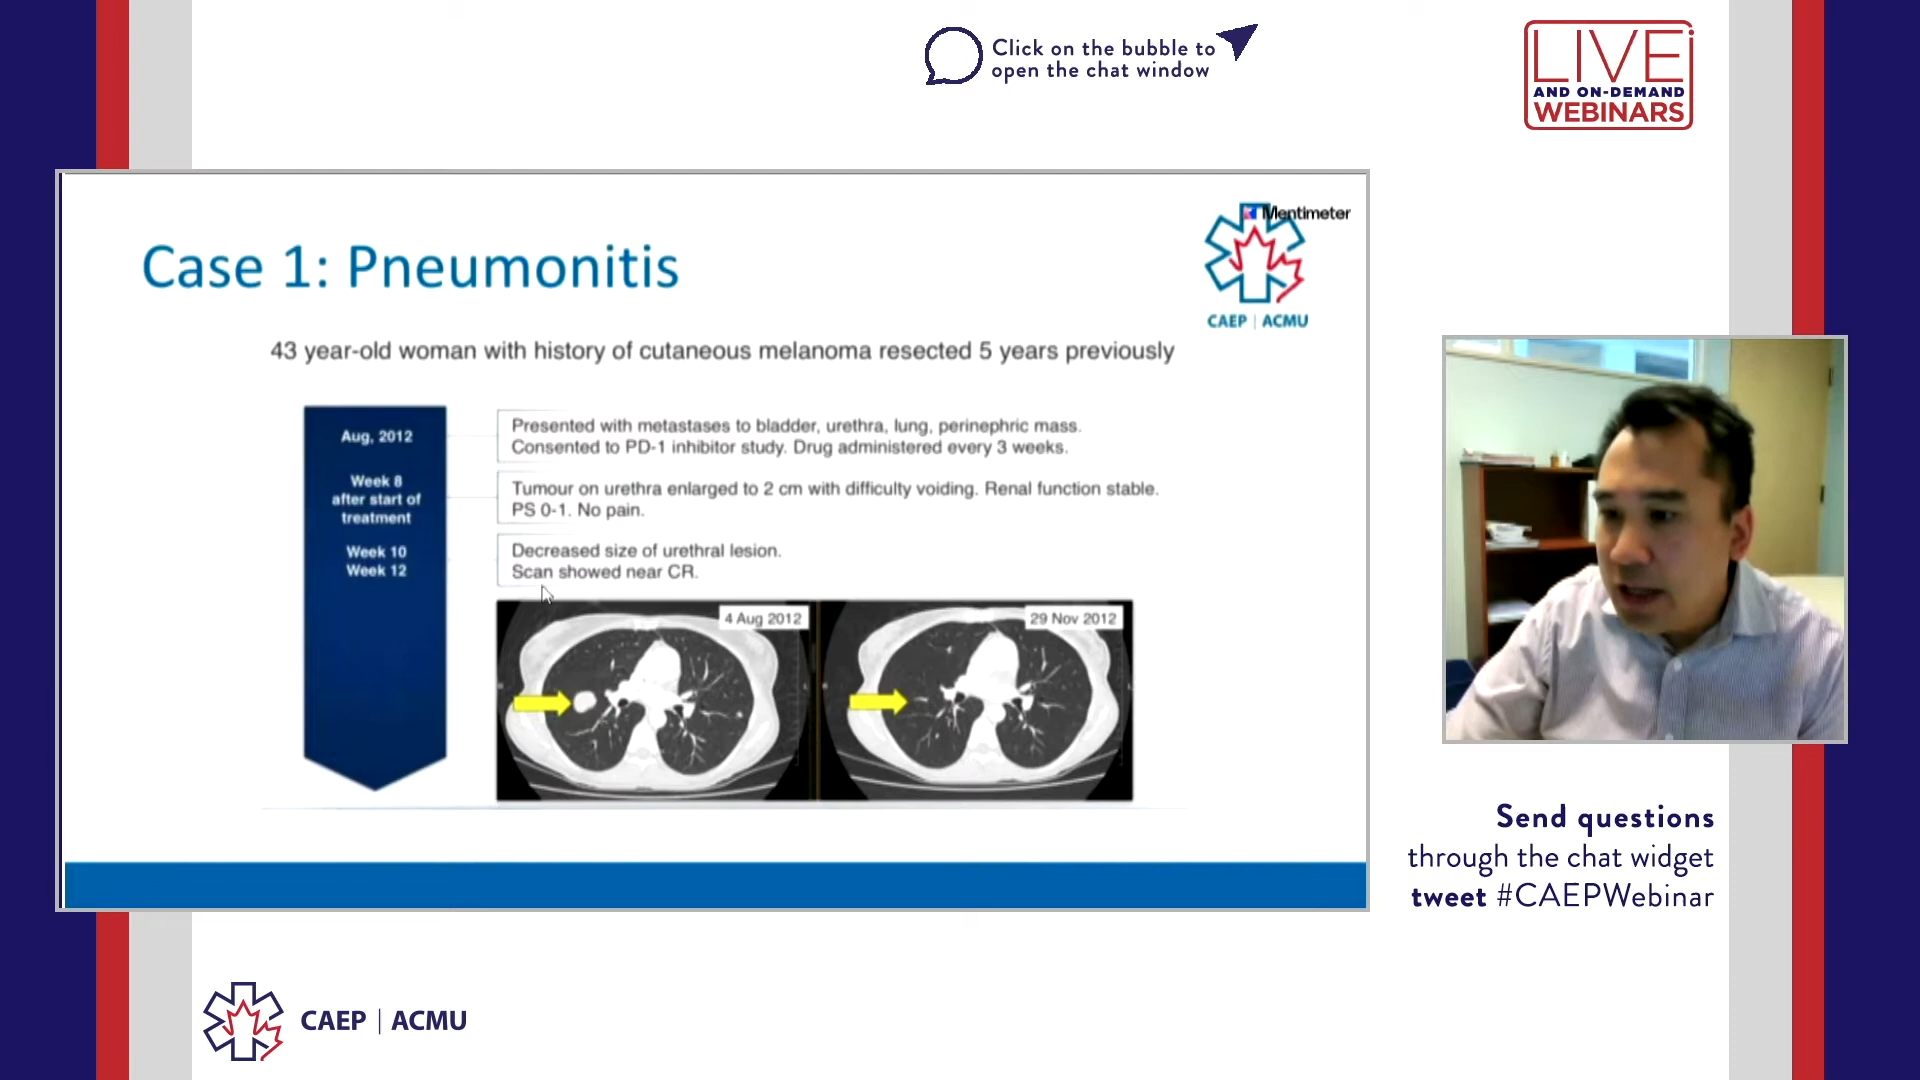 Click on the bubble to
open the chat window
LIVE
AND ON-DEMAND
WEBINARS
Mentimeter
Case 1: Pneumonitis
CAEP | ACMU
43 year-old woman with history of cutaneous melanoma resected 5 years previously
Aug, 2012
Presented with metastases to bladder, urethra, lung, perinephric mass.
Consented to PD-1 inhibitor study. Drug administered every 3 weeks.
Week 8
after start of
treatment
Tumour on urethra enlarged to 2 cm with difficulty voiding. Renal function stable.
PS 0-1. No pain.
Week 10
Week 12
Decreased size of urethral lesion.
Scan showed near CR.
4 Aug 2012
29 Nov 2012
Send questions
through the chat widget
tweet #CAEPWebinar
CAEP | ACMU